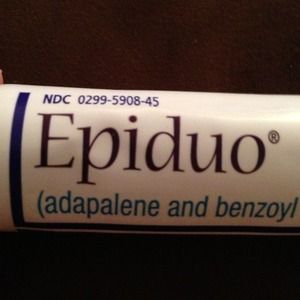 NDC 0299-5908-45
Epiduo®
(adapalene and benzoyl